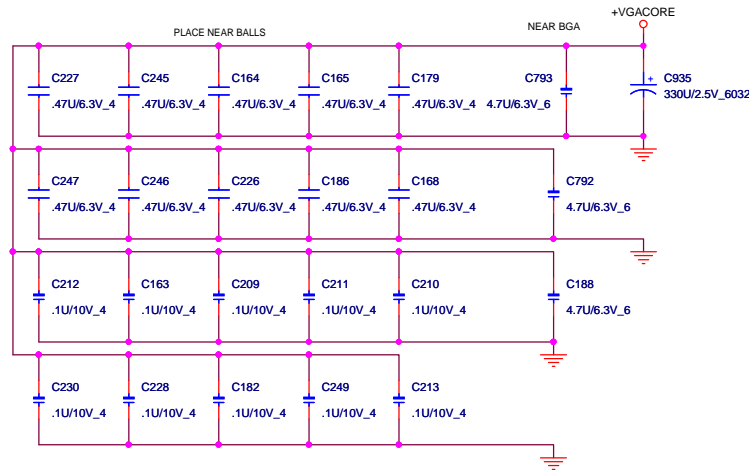 +VGACORE
PLACE NEAR BALLS
NEAR BGA
C227 C245 C164 C165 C179 C793 C935
.47U/6.3V_4 .47U/6.3V_4 .47U/6.3V_4 .47U/6.3V_4 .47U/6.3V_4 4.7U/6.3V_6 330U/2.5V_6032
+
C247 C246 C226 C186 C168 C792
.47U/6.3V_4 .47U/6.3V_4 .47U/6.3V_4 .47U/6.3V_4 .47U/6.3V_4 4.7U/6.3V_6
C212 C163 C209 C211 C210 C188
.1U/10V_4 .1U/10V_4 .1U/10V_4 .1U/10V_4 .1U/10V_4 4.7U/6.3V_6
C230 C228 C182 C249 C213
.1U/10V_4 .1U/10V_4 .1U/10V_4 .1U/10V_4 .1U/10V_4